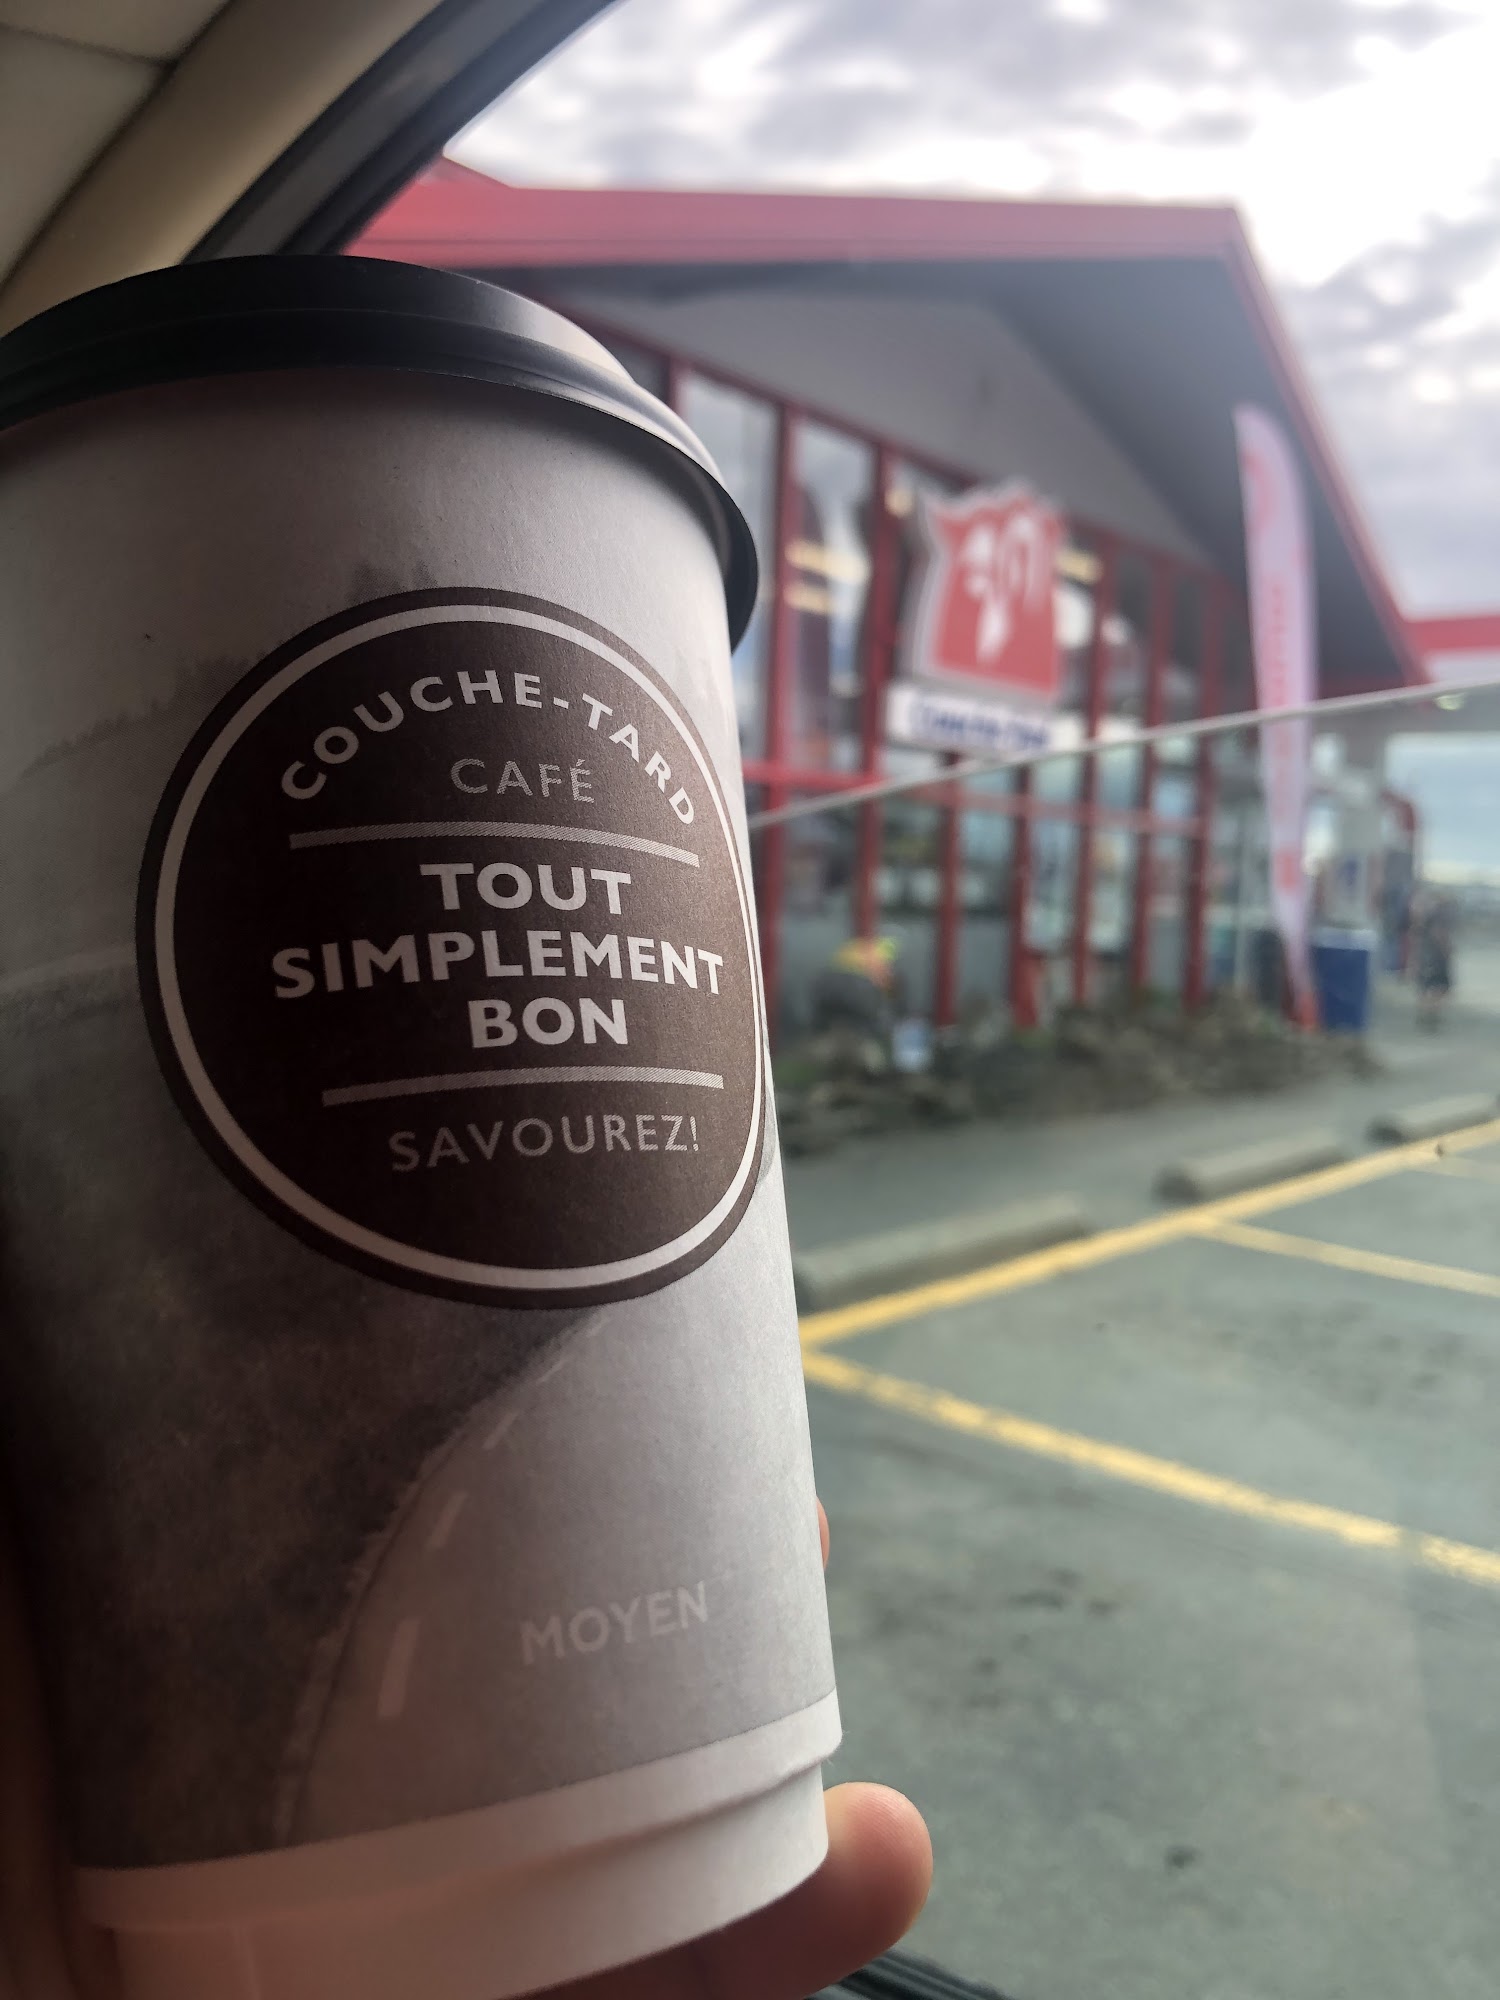 COUCHE-TARD
CAFÉ
TOUT
SIMPLEMENT
BON
SAVOUREZ!
MOYEN